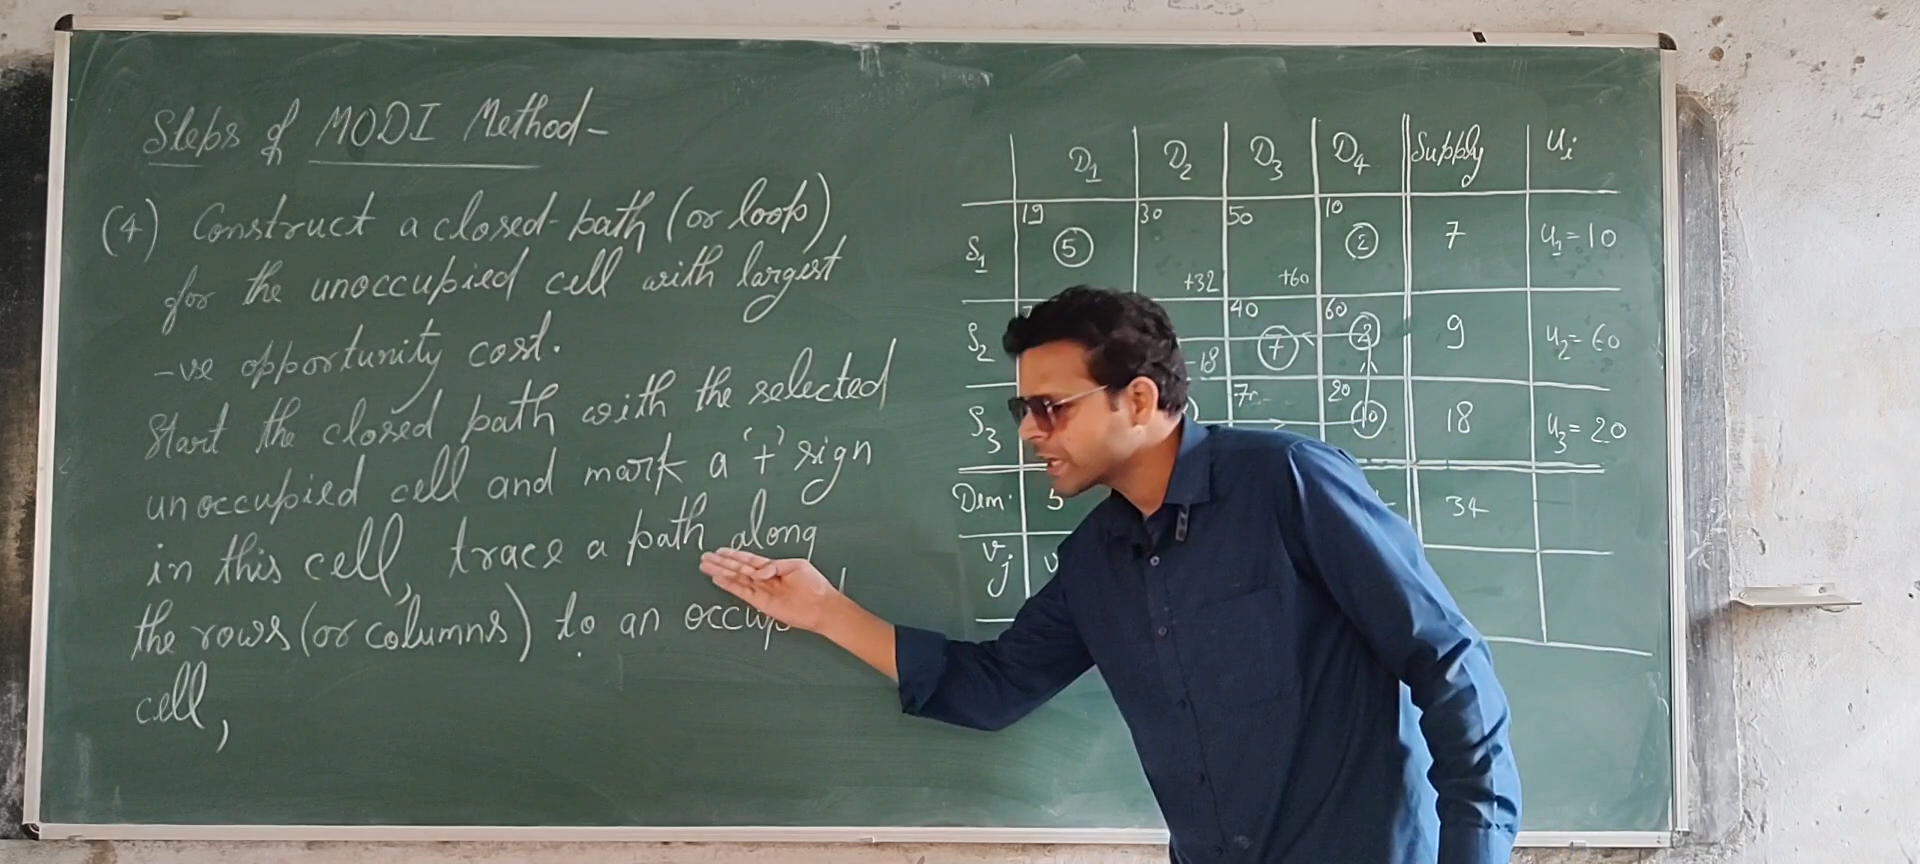 Steps of MODI Method-
(4) Construct a closed-path (or loop)
for the unoccupied cell with largest
-ve opportunity cost.
Start the closed path with the selected
unoccupied cell and mark a '+' sign
in this cell, trace a path along
the rows (or columns) to an
cell,
D1 D2 D3 D4 Supply ui
S1 19 5 30 +32 50 +60 10 2 7 u1=10
S2 -18 40 7 60 2 9 u2=60
S3 20 10 18 u3=20
Dem. 5 34
vj